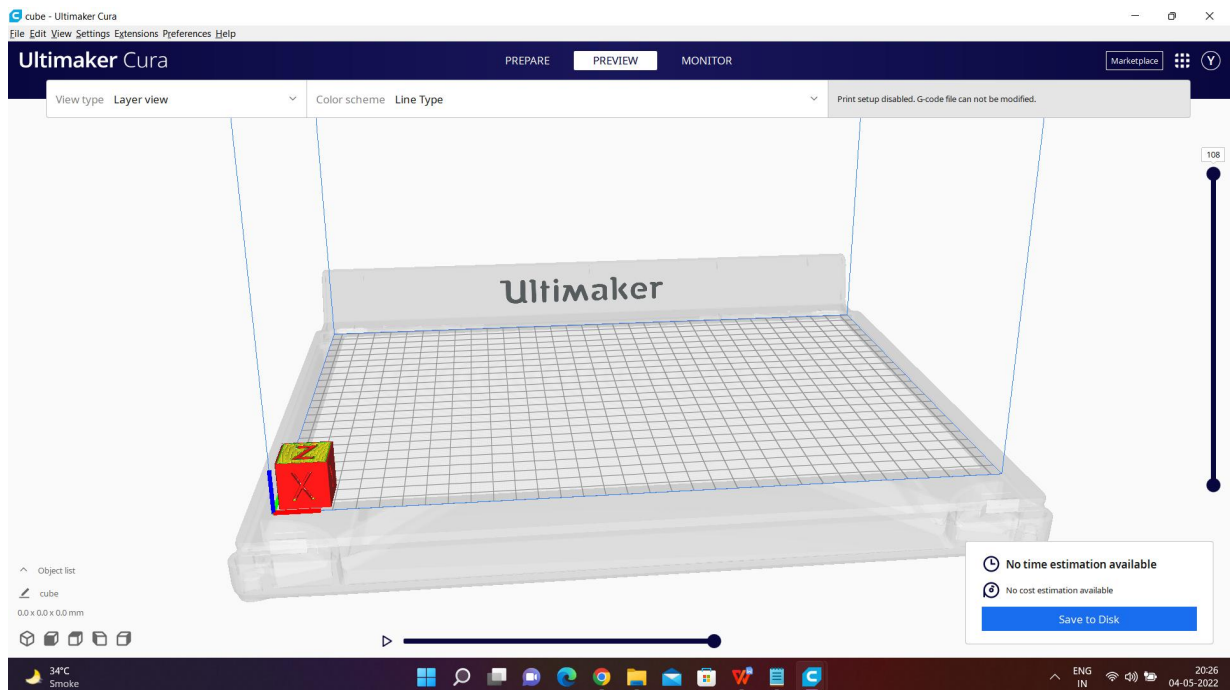 cube - Ultimaker Cura
File Edit View Settings Extensions Preferences Help
Ultimaker Cura
PREPARE PREVIEW MONITOR
Marketplace Y
View type Layer view
Color scheme Line Type
Print setup disabled. G-code file can not be modified.
108
Ultimaker
Z
X
Object list
cube
0.0 x 0.0 x 0.0 mm
No time estimation available
No cost estimation available
Save to Disk
34°C
Smoke
ENG
IN
20:26
04-05-2022